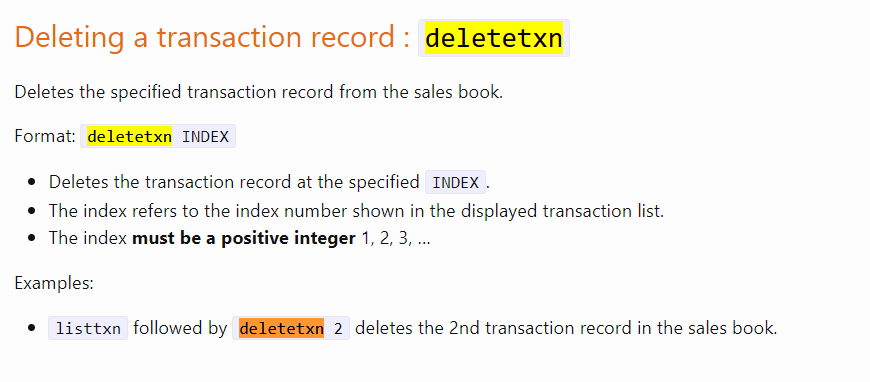 Deleting a transaction record : deletetxn
Deletes the specified transaction record from the sales book.
Format: deletetxn INDEX
• Deletes the transaction record at the specified INDEX.
• The index refers to the index number shown in the displayed transaction list.
• The index must be a positive integer 1, 2, 3, …
Examples:
• listtxn followed by deletetxn 2 deletes the 2nd transaction record in the sales book.